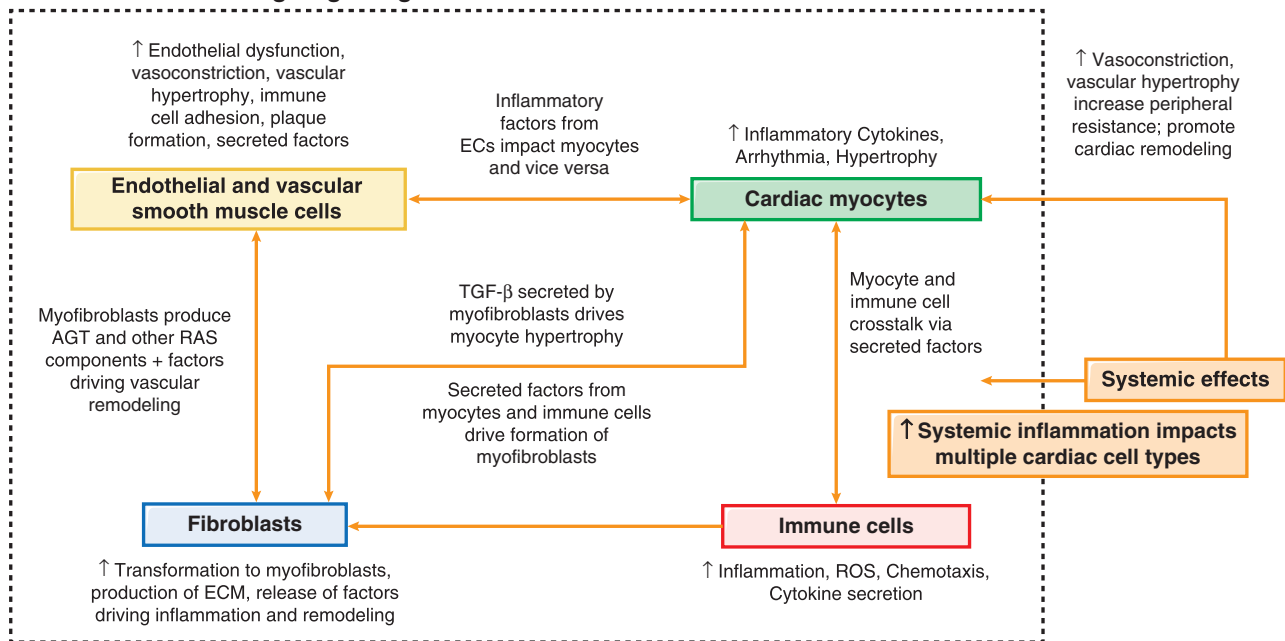 ↑ Endothelial dysfunction,
vasoconstriction, vascular
hypertrophy, immune
cell adhesion, plaque
formation, secreted factors
Endothelial and vascular
smooth muscle cells
Inflammatory
factors from
ECs impact myocytes
and vice versa
↑ Inflammatory Cytokines,
Arrhythmia, Hypertrophy
Cardiac myocytes
↑ Vasoconstriction,
vascular hypertrophy
increase peripheral
resistance; promote
cardiac remodeling
Myofibroblasts produce
AGT and other RAS
components + factors
driving vascular
remodeling
TGF-β secreted by
myofibroblasts drives
myocyte hypertrophy
Secreted factors from
myocytes and immune cells
drive formation of
myofibroblasts
Myocyte and
immune cell
crosstalk via
secreted factors
Systemic effects
↑ Systemic inflammation impacts
multiple cardiac cell types
Fibroblasts
↑ Transformation to myofibroblasts,
production of ECM, release of factors
driving inflammation and remodeling
Immune cells
↑ Inflammation, ROS, Chemotaxis,
Cytokine secretion